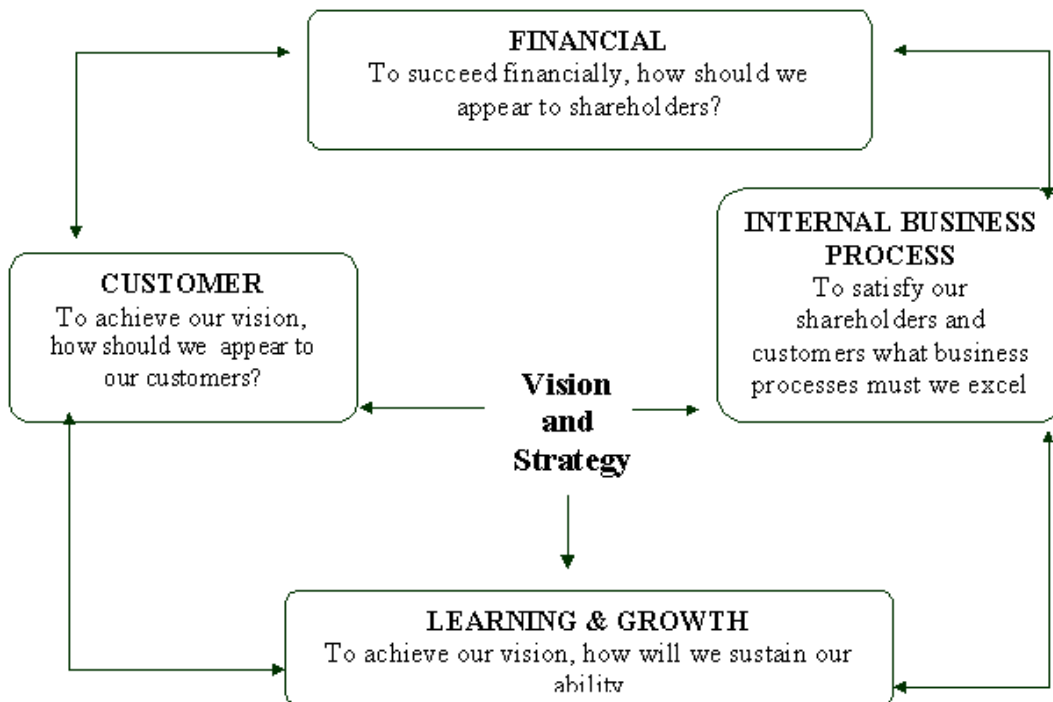 FINANCIAL
To succeed financially, how should we
appear to shareholders?
INTERNAL BUSINESS
PROCESS
To satisfy our
shareholders and
customers what business
processes must we excel
CUSTOMER
To achieve our vision,
how should we appear to
our customers?
Vision
and
Strategy
LEARNING & GROWTH
To achieve our vision, how will we sustain our
ability